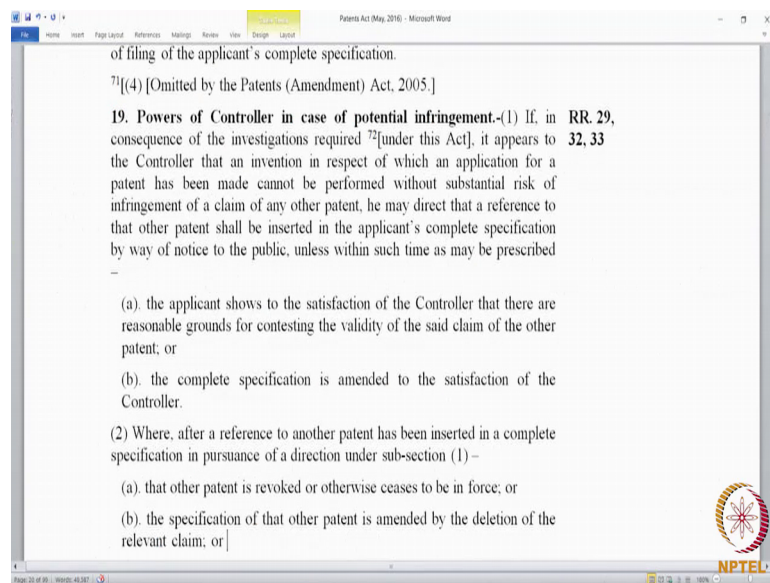 Patents Act (May, 2016) - Microsoft Word
File Home Insert Page Layout References Mailings Review View Design Layout
of filing of the applicant's complete specification.
71[(4) [Omitted by the Patents (Amendment) Act, 2005.]
19. Powers of Controller in case of potential infringement.-(1) If, in RR. 29,
consequence of the investigations required 72[under this Act], it appears to 32, 33
the Controller that an invention in respect of which an application for a
patent has been made cannot be performed without substantial risk of
infringement of a claim of any other patent, he may direct that a reference to
that other patent shall be inserted in the applicant's complete specification
by way of notice to the public, unless within such time as may be prescribed
–
(a). the applicant shows to the satisfaction of the Controller that there are
reasonable grounds for contesting the validity of the said claim of the other
patent; or
(b). the complete specification is amended to the satisfaction of the
Controller.
(2) Where, after a reference to another patent has been inserted in a complete
specification in pursuance of a direction under sub-section (1) –
(a). that other patent is revoked or otherwise ceases to be in force; or
(b). the specification of that other patent is amended by the deletion of the
relevant claim; or
NPTEL